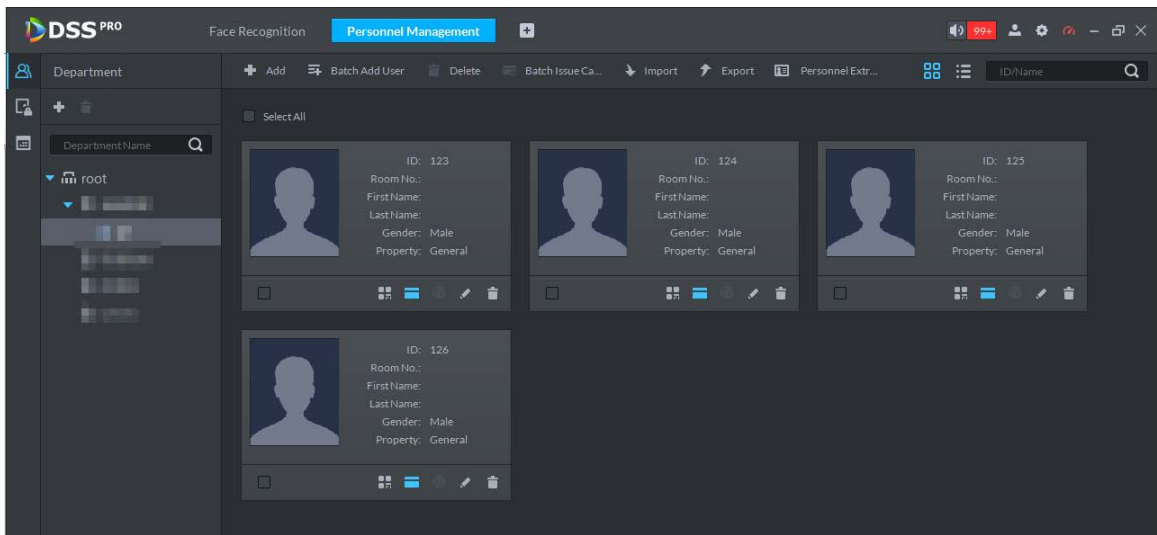 DSS PRO
Face Recognition
Personnel Management
99+
Department
Add
Batch Add User
Delete
Batch Issue Ca...
Import
Export
Personnel Extr...
ID/Name
Select All
Department Name
root
ID: 123
Room No.:
First Name:
Last Name:
Gender: Male
Property: General
ID: 124
Room No.:
First Name:
Last Name:
Gender: Male
Property: General
ID: 125
Room No.:
First Name:
Last Name:
Gender: Male
Property: General
ID: 126
Room No.:
First Name:
Last Name:
Gender: Male
Property: General